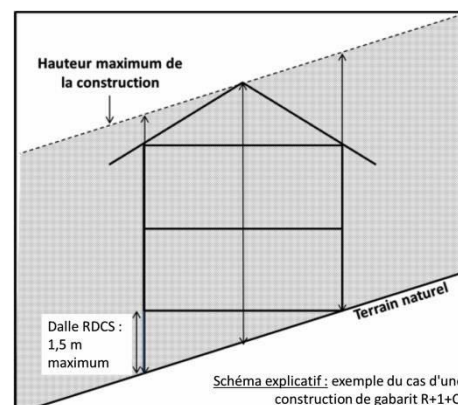 Hauteur maximum de
la construction
Terrain naturel
Dalle RDCS :
1,5 m
maximum
Schéma explicatif : exemple du cas d'une
construction de gabarit R+1+C